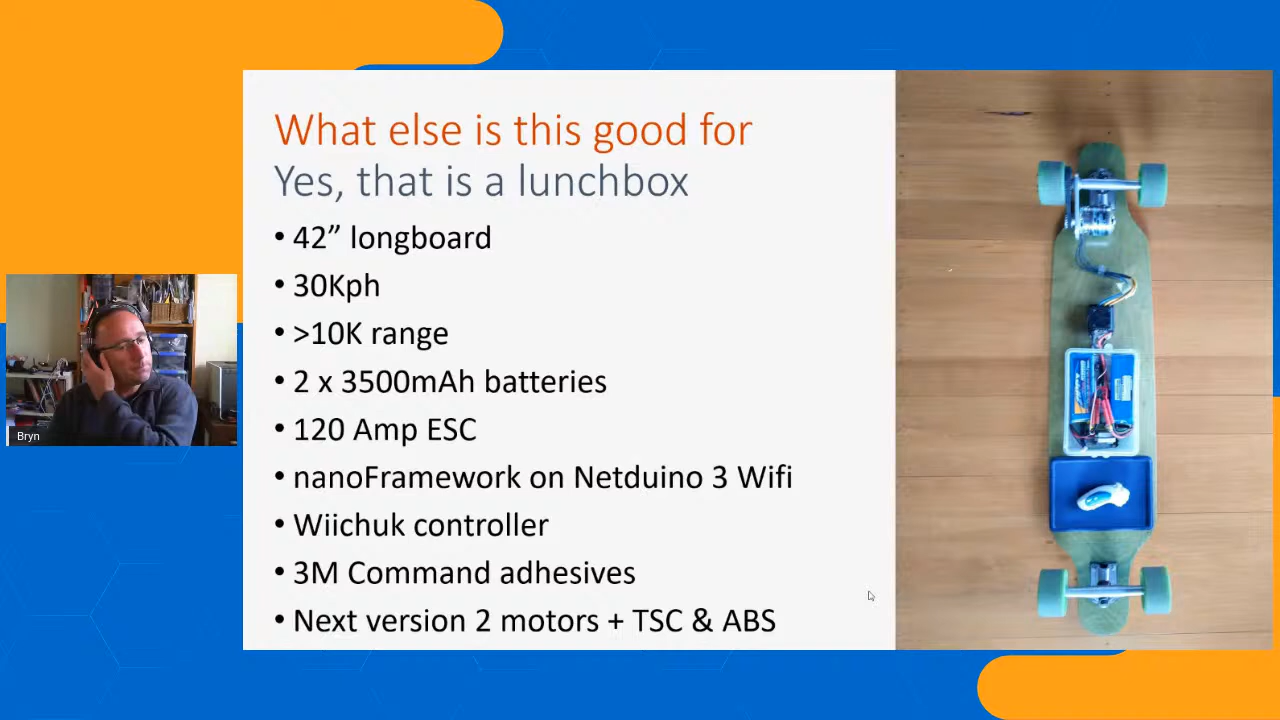 What else is this good for
Yes, that is a lunchbox
• 42” longboard
• 30Kph
• >10K range
• 2 x 3500mAh batteries
• 120 Amp ESC
• nanoFramework on Netduino 3 Wifi
• Wiichuk controller
• 3M Command adhesives
• Next version 2 motors + TSC & ABS
Bryn